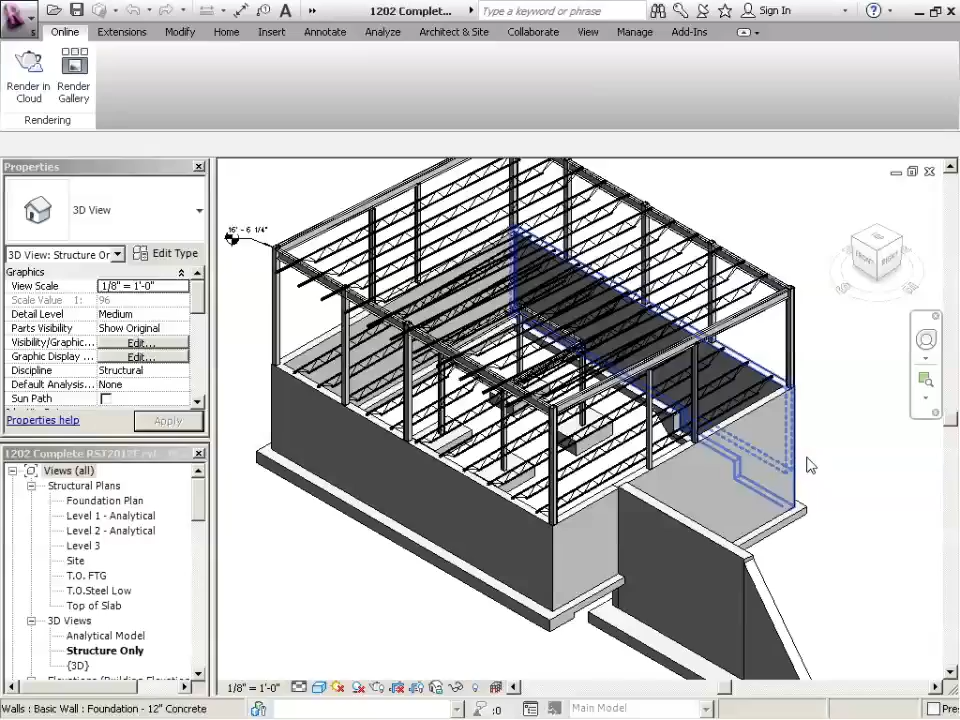 1202 Complet...
Type a keyword or phrase
Sign In
Online
Extensions
Modify
Home
Insert
Annotate
Analyze
Architect & Site
Collaborate
View
Manage
Add-Ins
Render in
Cloud
Render
Gallery
Rendering
Properties
3D View
3D View: Structure Or
Edit Type
Graphics
View Scale
1/8" = 1'-0"
Scale Value 1:
96
Detail Level
Medium
Parts Visibility
Show Original
Visibility/Graphic...
Edit...
Graphic Display ...
Edit...
Discipline
Structural
Default Analysis...
None
Sun Path
Properties help
Apply
Views (all)
Structural Plans
Foundation Plan
Level 1 - Analytical
Level 2 - Analytical
Level 3
Site
T.O. FTG
T.O.Steel Low
Top of Slab
3D Views
Analytical Model
Structure Only
{3D}
16' - 6 1/4"
FRONT
RIGHT
1/8" = 1'-0"
Walls : Basic Wall : Foundation - 12" Concrete
:0
Main Model
Pre